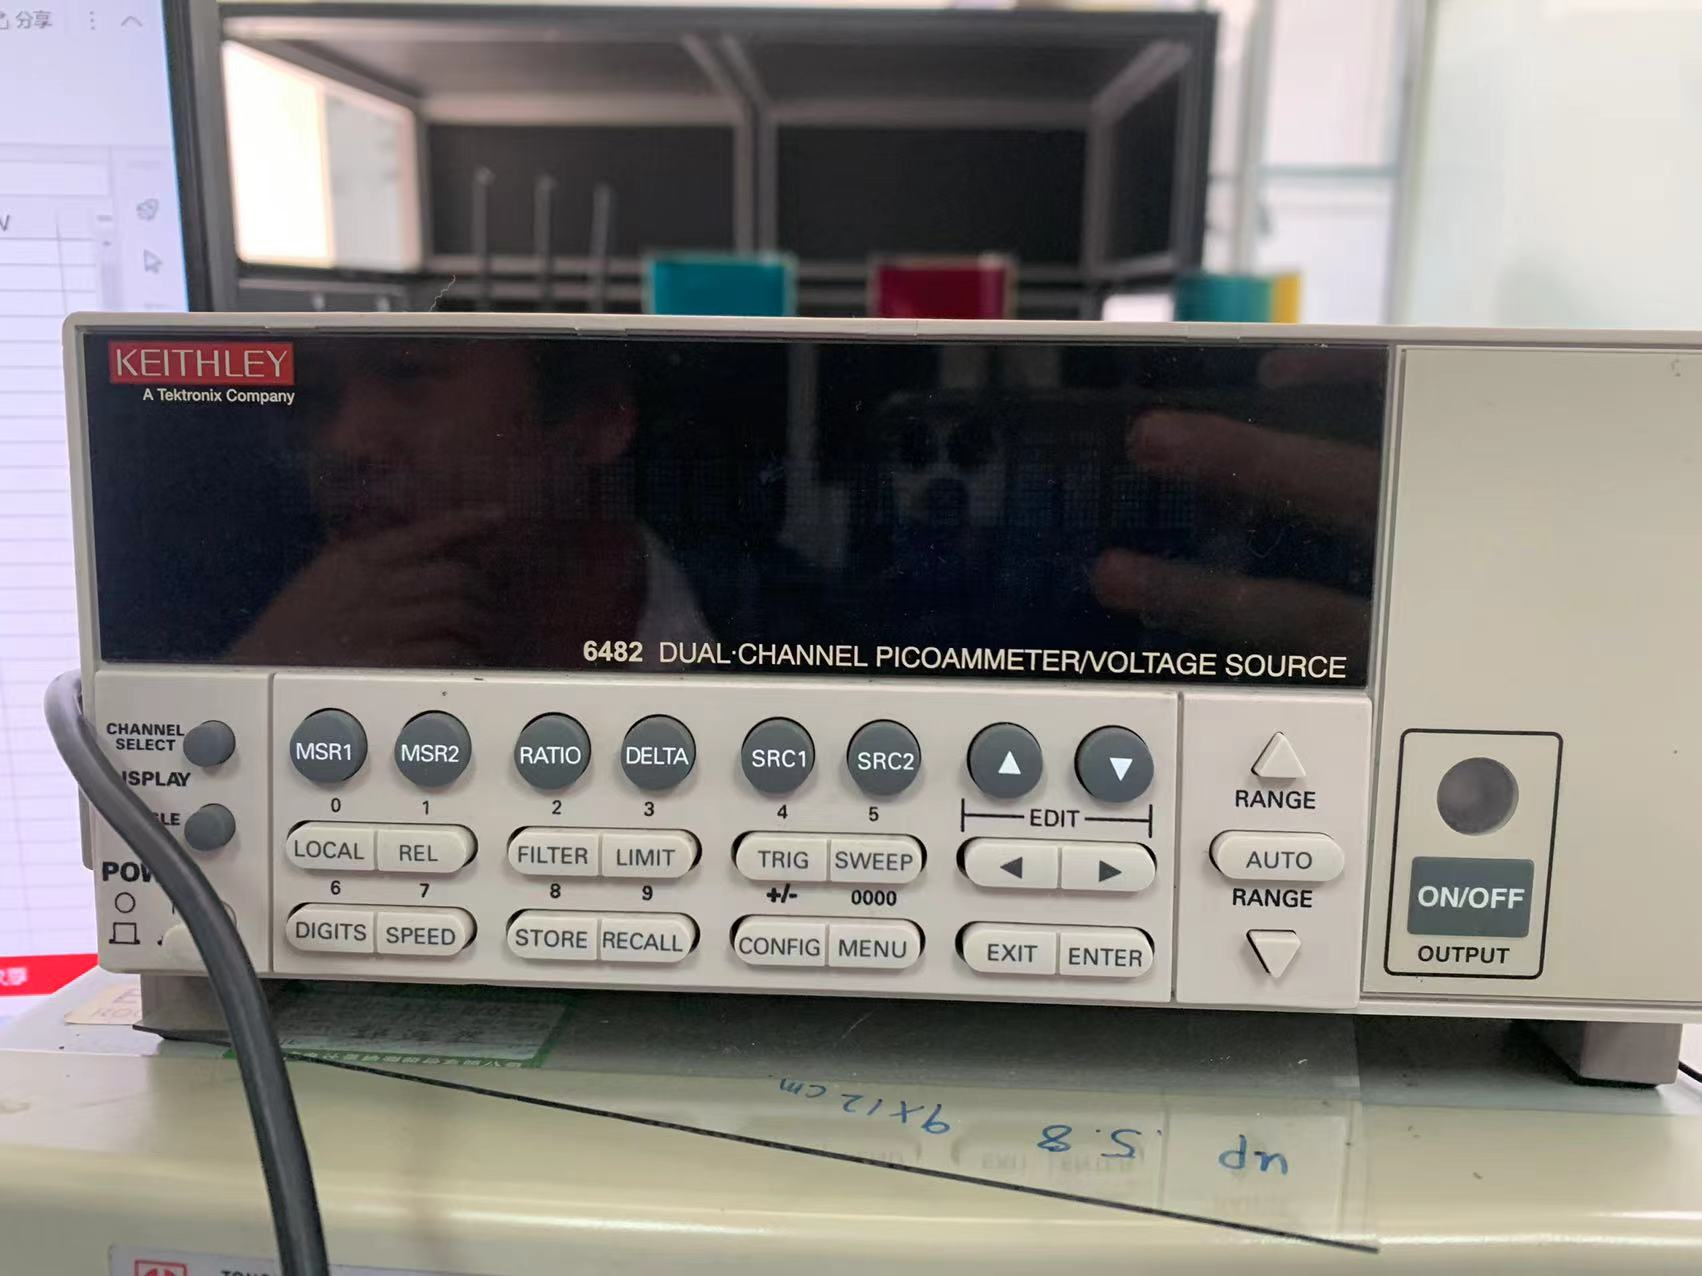 分享
KEITHLEY
A Tektronix Company
6482 DUAL-CHANNEL PICOAMMETER/VOLTAGE SOURCE
CHANNEL
SELECT
MSR1 MSR2 RATIO DELTA SRC1 SRC2 ▲ ▼
RANGE
0 1 2 3 4 5
EDIT
LOCAL REL FILTER LIMIT TRIG SWEEP ◀ ▶
AUTO
RANGE
6 7 8 9 +/- 0000
DIGITS SPEED STORE RECALL CONFIG MENU EXIT ENTER
ON/OFF
OUTPUT
9X12cm
5.8
up